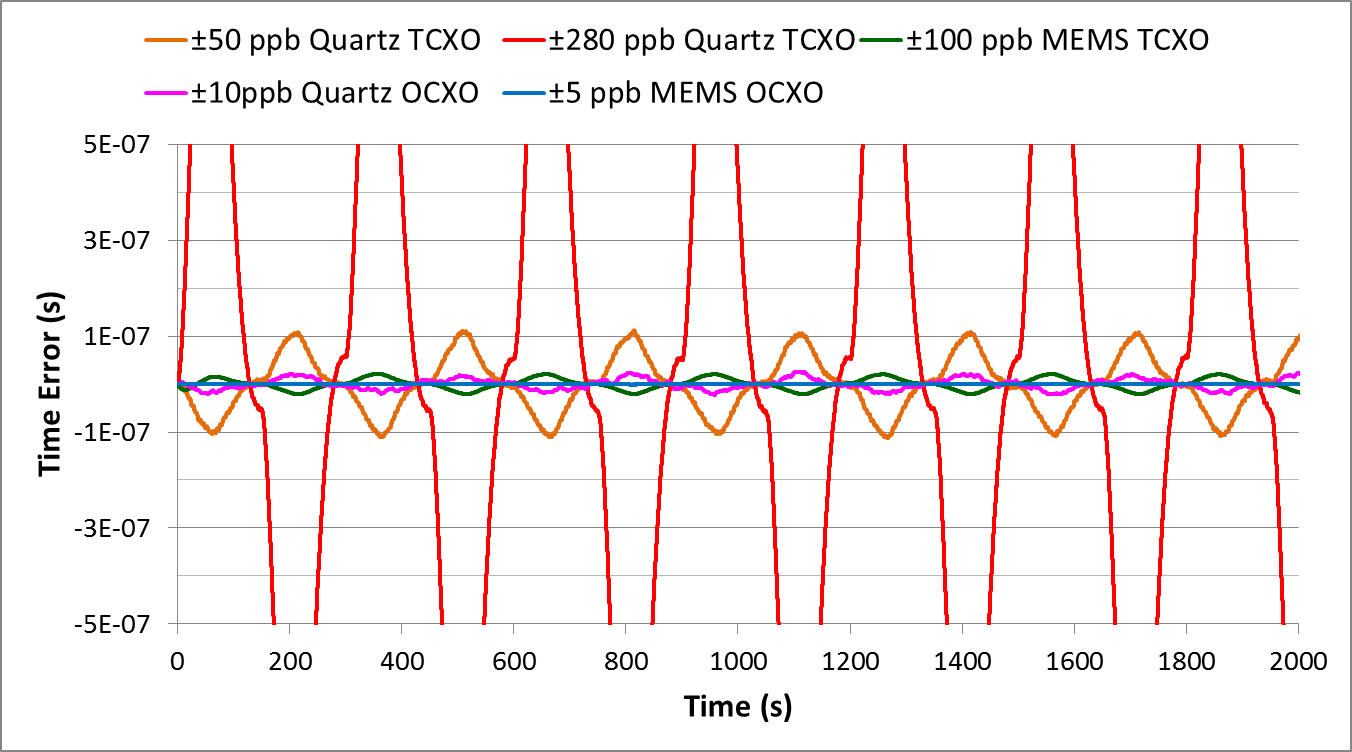 ±50 ppb Quartz TCXO ±280 ppb Quartz TCXO ±100 ppb MEMS TCXO
±10ppb Quartz OCXO ±5 ppb MEMS OCXO
5E-07
3E-07
1E-07
-1E-07
-3E-07
-5E-07
Time Error (s)
0 200 400 600 800 1000 1200 1400 1600 1800 2000
Time (s)